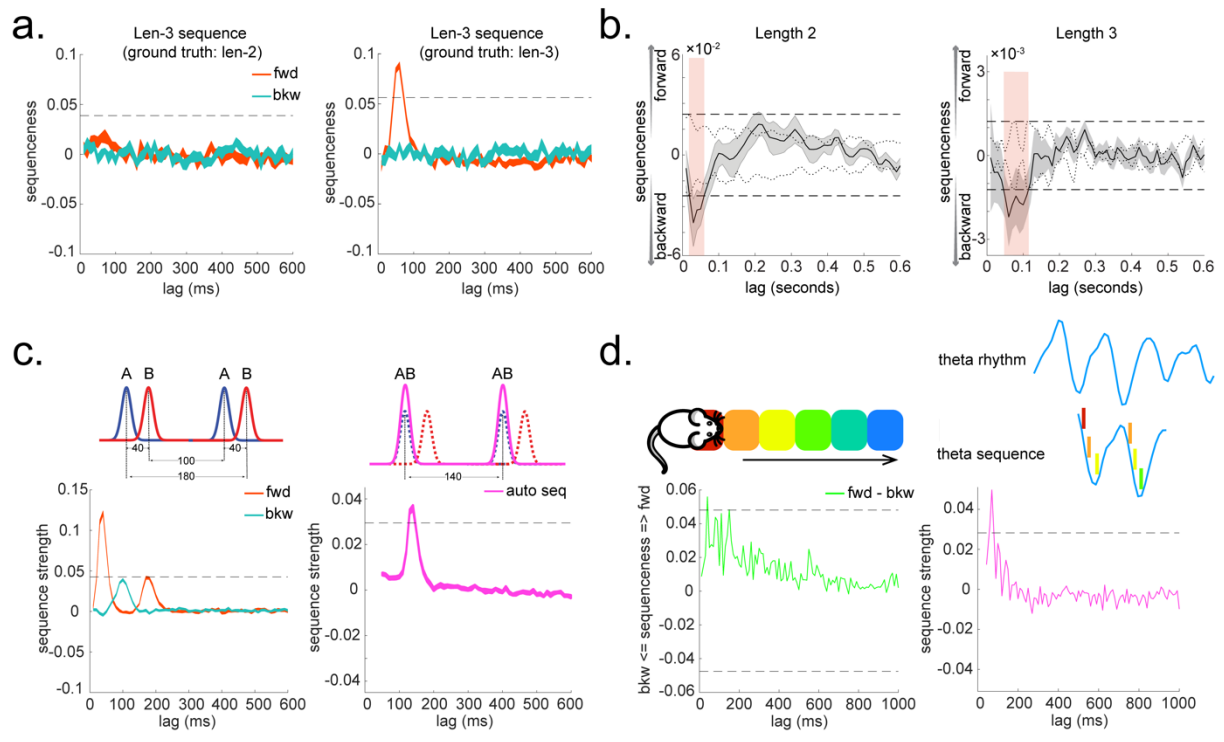 a.
Len-3 sequence
(ground truth: len-2)
0.1
0.05
0
-0.05
-0.1
sequenceness
fwd
bkw
0 100 200 300 400 500 600
lag (ms)
Len-3 sequence
(ground truth: len-3)
0.1
0.05
0
-0.05
-0.1
sequenceness
0 100 200 300 400 500 600
lag (ms)
b.
Length 2
×10-2
6
0
-6
backward
sequenceness
forward
0 0.1 0.2 0.3 0.4 0.5 0.6
lag (seconds)
Length 3
×10-3
3
0
-3
backward
sequenceness
forward
0 0.1 0.2 0.3 0.4 0.5 0.6
lag (seconds)
c.
A B A B
40 40
100
180
0.15
0.1
0.05
0
-0.05
-0.1
sequence strength
fwd
bkw
0 100 200 300 400 500 600
lag (ms)
AB AB
140
0.04
0.02
0
0.02
-0.04
sequence strength
auto seq
0 100 200 300 400 500 600
lag (ms)
d.
theta rhythm
theta sequence
0.06
0.04
0.02
0
-0.02
-0.04
-0.06
bkw <= sequenceness => fwd
fwd - bkw
0 200 400 600 800 1000
lag (ms)
0.04
0.02
0
-0.02
-0.04
sequence strength
0 200 400 600 800 1000
lag (ms)